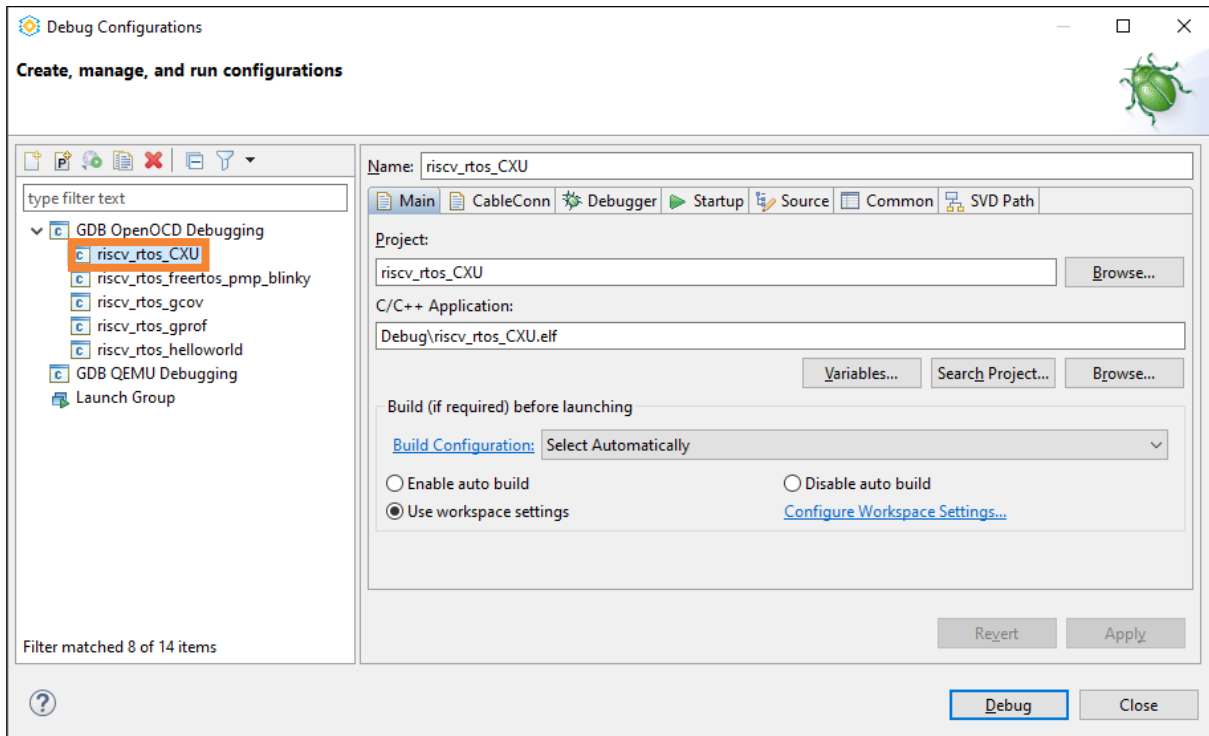 Debug Configurations
Create, manage, and run configurations
Name: riscv_rtos_CXU
type filter text
Main CableConn Debugger Startup Source Common SVD Path
GDB OpenOCD Debugging
riscv_rtos_CXU
riscv_rtos_freertos_pmp_blinky
riscv_rtos_gcov
riscv_rtos_gprof
riscv_rtos_helloworld
GDB QEMU Debugging
Launch Group
Filter matched 8 of 14 items
Project:
riscv_rtos_CXU
Browse...
C/C++ Application:
Debug\riscv_rtos_CXU.elf
Variables... Search Project... Browse...
Build (if required) before launching
Build Configuration: Select Automatically
Enable auto build Disable auto build
Use workspace settings Configure Workspace Settings...
Revert Apply
Debug Close